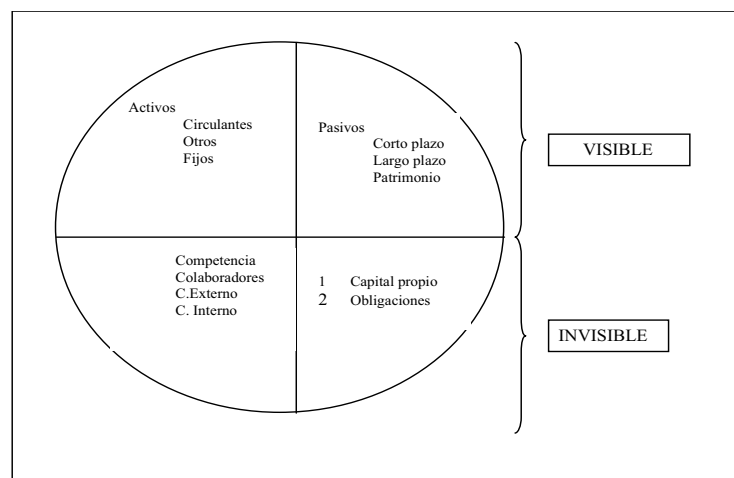 Activos
Circulantes
Otros
Fijos
Pasivos
Corto plazo
Largo plazo
Patrimonio
VISIBLE
Competencia
Colaboradores
C.Externo
C. Interno
1 Capital propio
2 Obligaciones
INVISIBLE